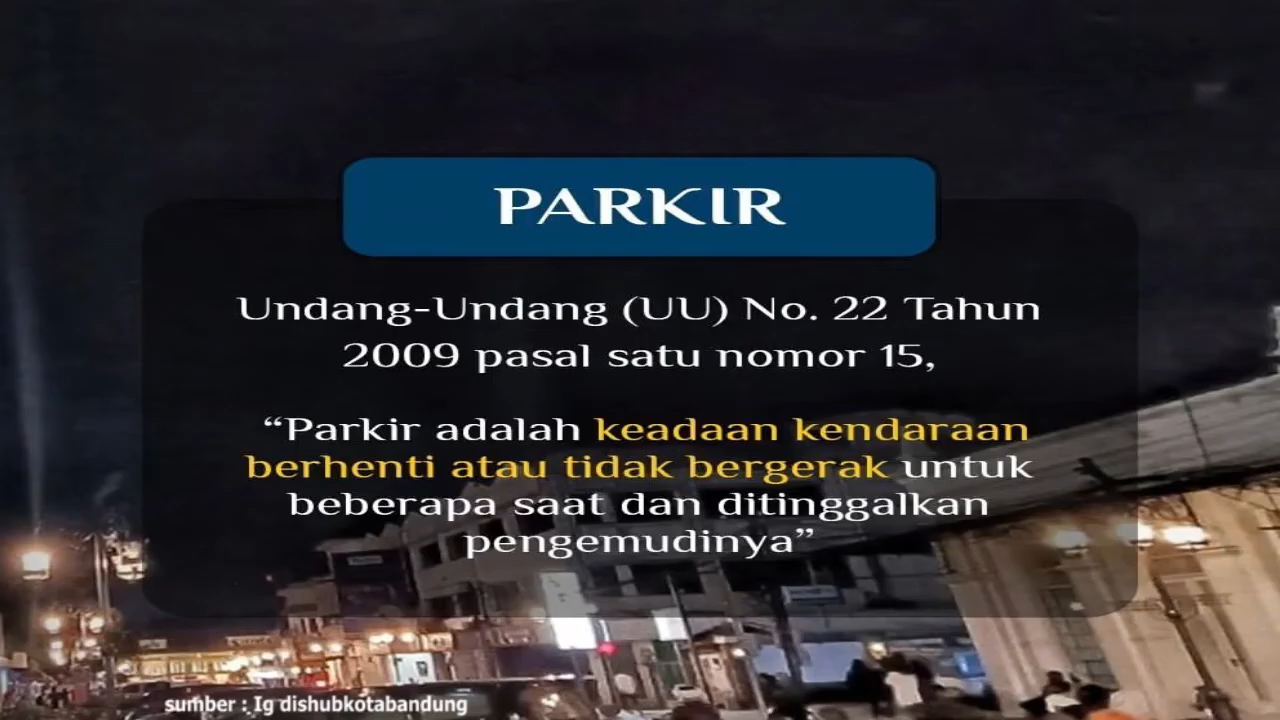 PARKIR
Undang-Undang (UU) No. 22 Tahun
2009 pasal satu nomor 15,
“Parkir adalah keadaan kendaraan
berhenti atau tidak bergerak untuk
beberapa saat dan ditinggalkan
pengemudinya”
sumber : Ig dishubkotabandung